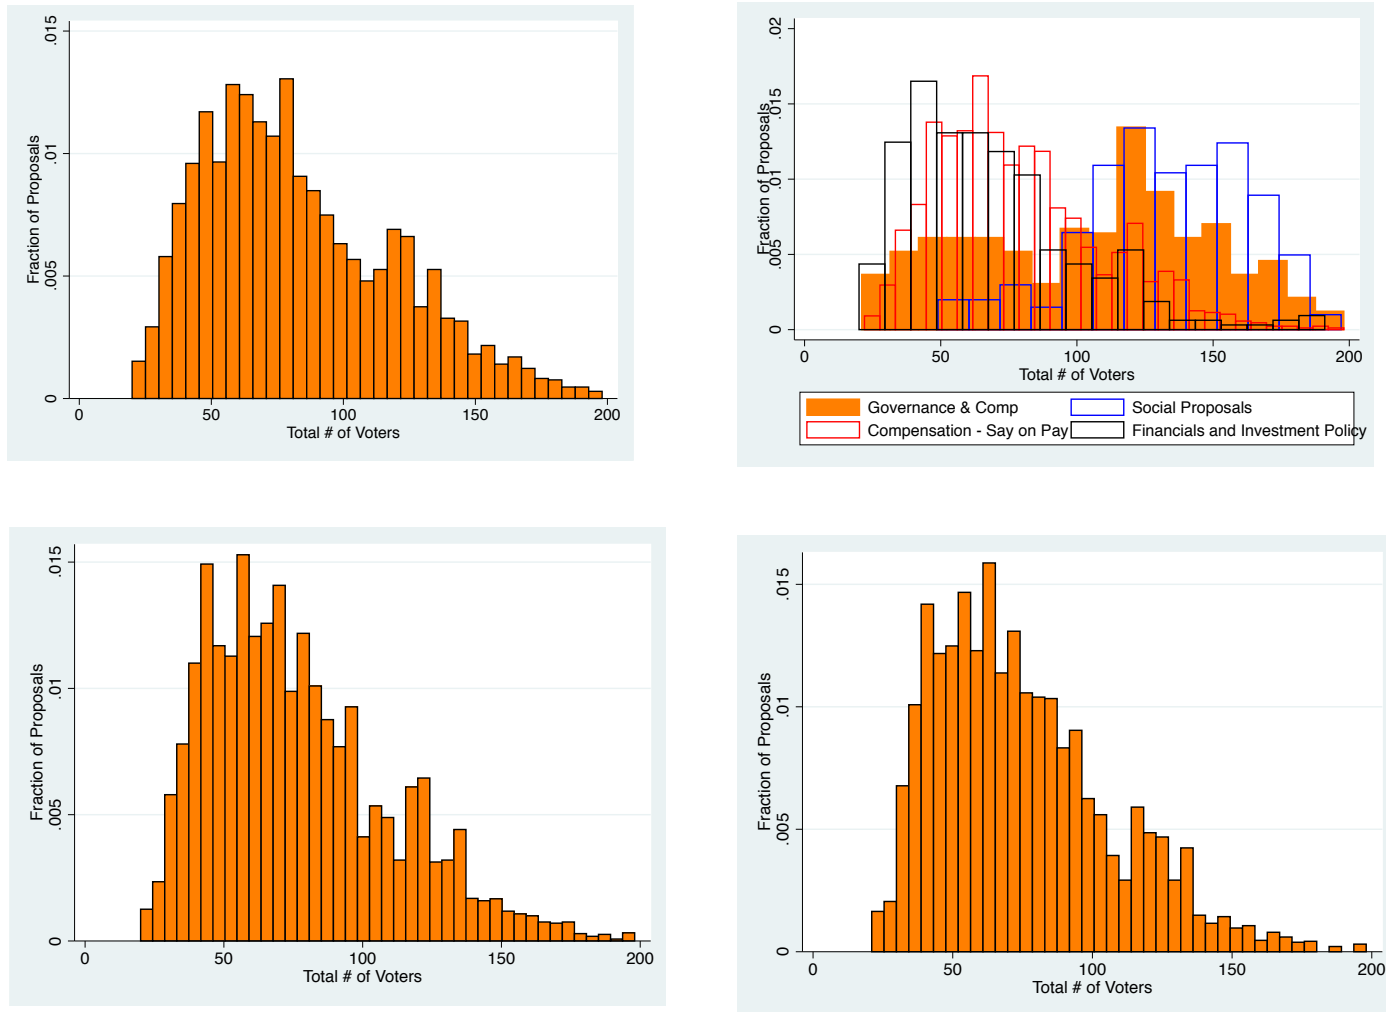 .015
.01
.005
0
Fraction of Proposals
0 50 100 150 200
Total # of Voters
.02
.015
.01
.005
0
Fraction of Proposals
0 50 100 150 200
Total # of Voters
Governance & Comp Social Proposals
Compensation - Say on Pay Financials and Investment Policy
.015
.01
.005
0
Fraction of Proposals
0 50 100 150 200
Total # of Voters
.015
.01
.005
0
Fraction of Proposals
0 50 100 150 200
Total # of Voters